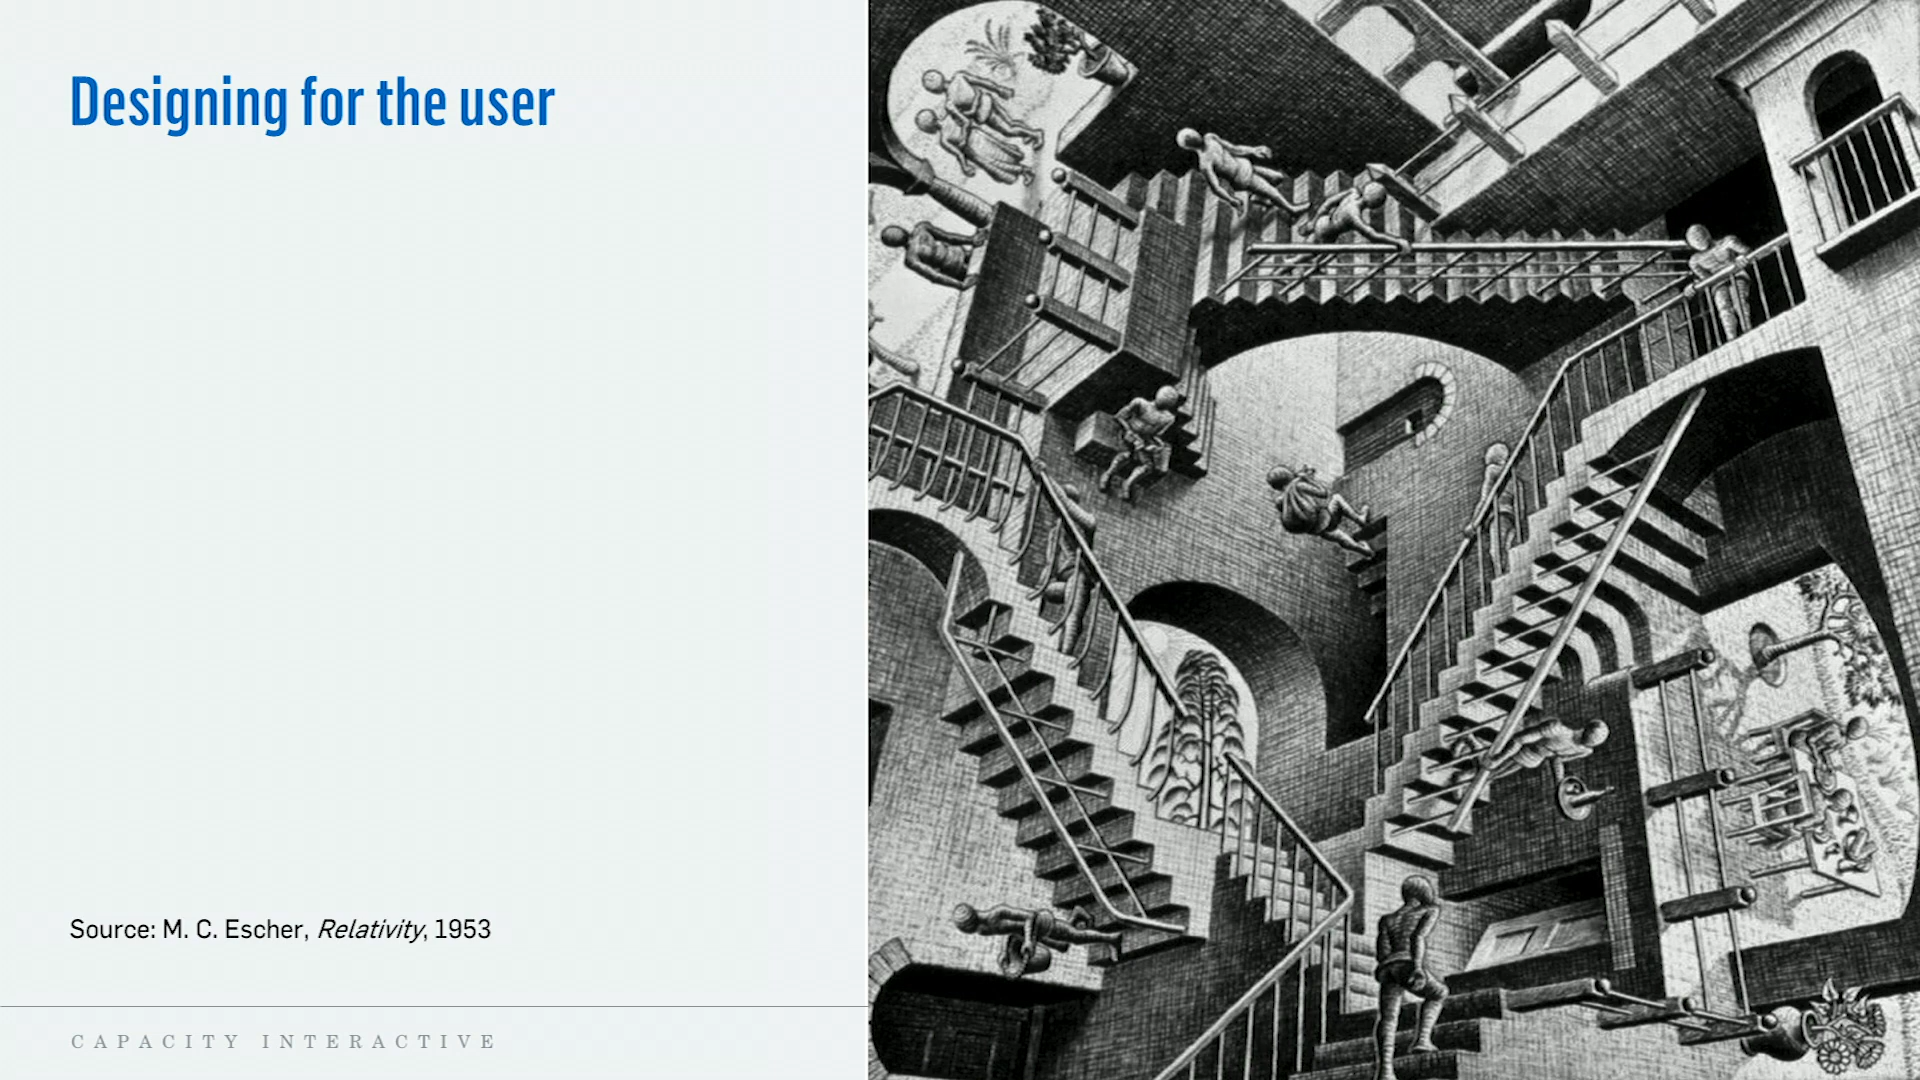 Designing for the user
Source: M. C. Escher, Relativity, 1953
CAPACITY INTERACTIVE